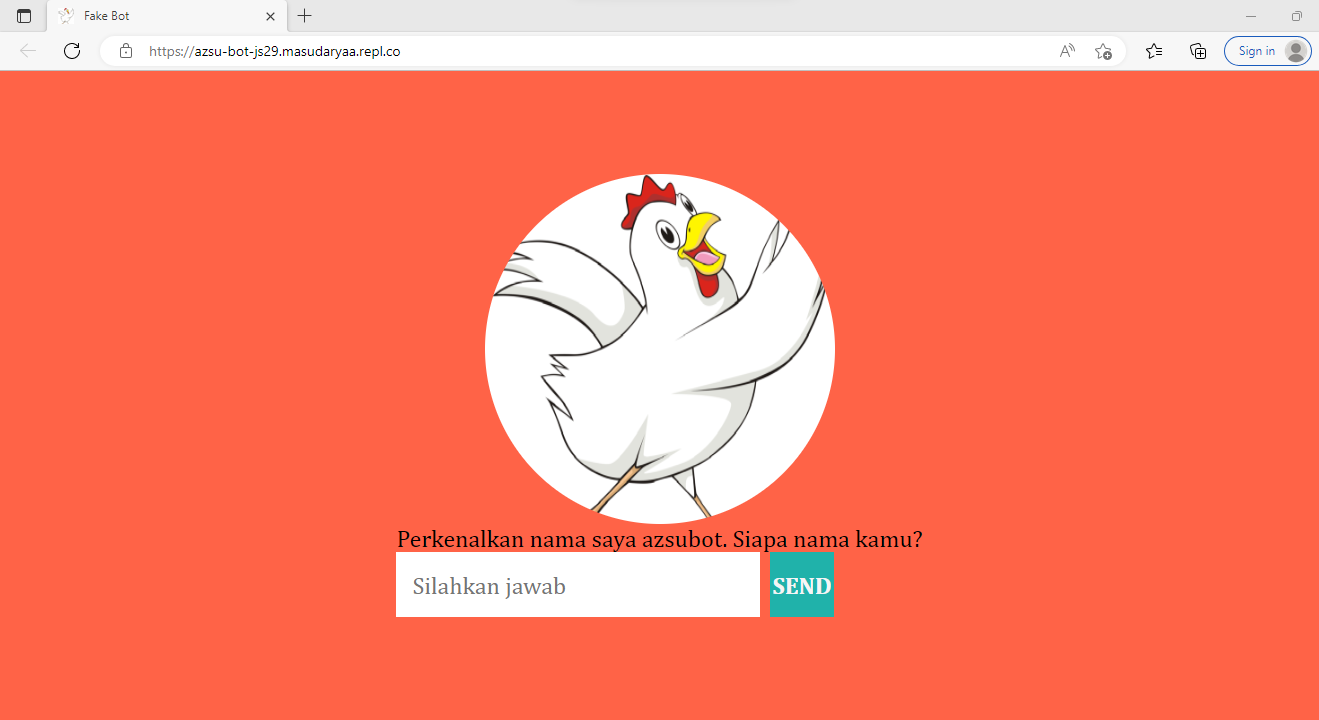 Fake Bot
https://azsu-bot-js29.masudaryaa.repl.co
Sign in
Perkenalkan nama saya azsubot. Siapa nama kamu?
Silahkan jawab
SEND